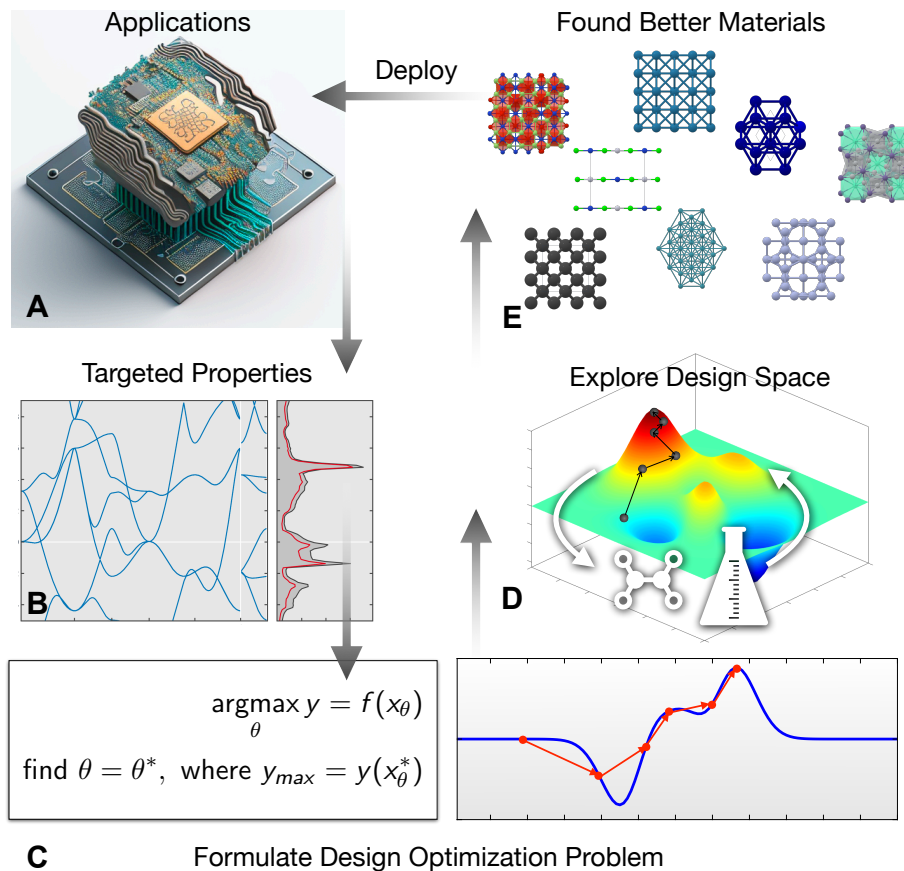 Applications
Found Better Materials
Deploy
A
E
Targeted Properties
Explore Design Space
B
D
argmax y = f(x_θ)
θ
find θ = θ*, where y_max = y(x_θ*)
C
Formulate Design Optimization Problem